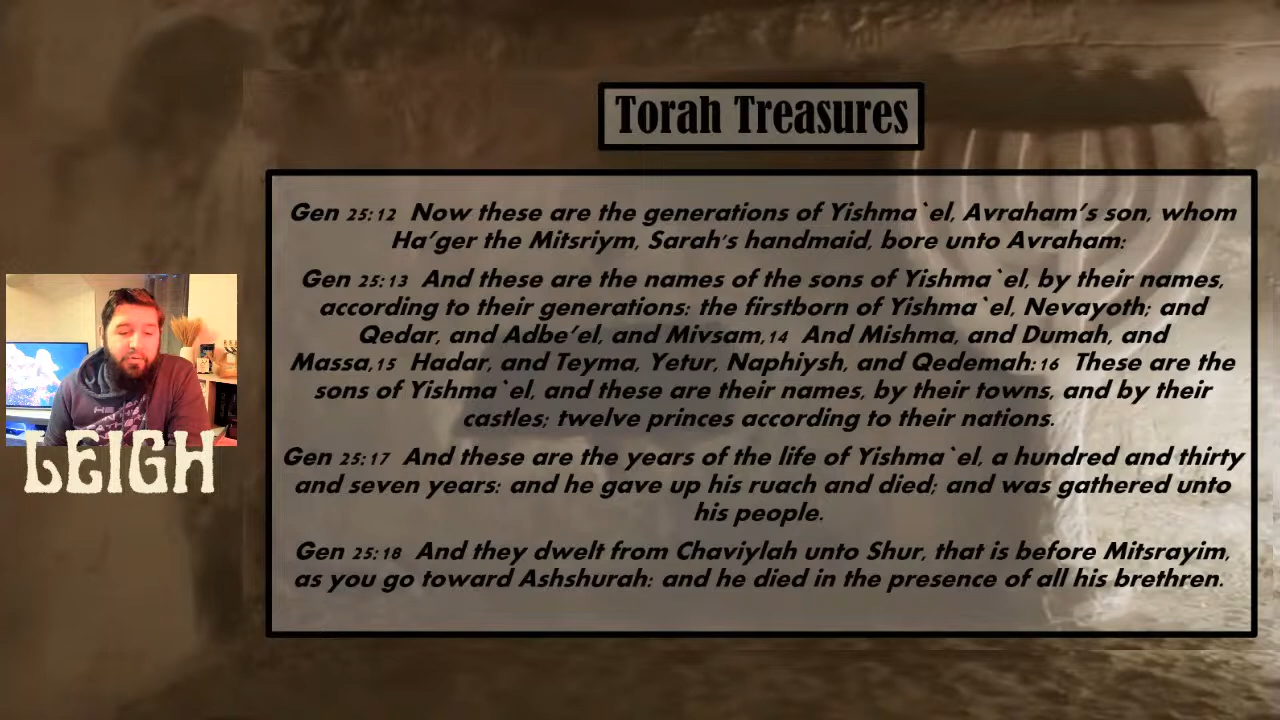 Torah Treasures
Gen 25:12 Now these are the generations of Yishma`el, Avraham's son, whom
Ha'ger the Mitsriym, Sarah's handmaid, bore unto Avraham:
Gen 25:13 And these are the names of the sons of Yishma`el, by their names,
according to their generations: the firstborn of Yishma`el, Nevayoth; and
Qedar, and Adbe'el, and Mivsam,14 And Mishma, and Dumah, and
Massa,15 Hadar, and Teyma, Yetur, Naphiysh, and Qedemah:16 These are the
sons of Yishma`el, and these are their names, by their towns, and by their
castles; twelve princes according to their nations.
Gen 25:17 And these are the years of the life of Yishma`el, a hundred and thirty
and seven years: and he gave up his ruach and died; and was gathered unto
his people.
Gen 25:18 And they dwelt from Chaviylah unto Shur, that is before Mitsrayim,
as you go toward Ashshurah: and he died in the presence of all his brethren.
LEIGH